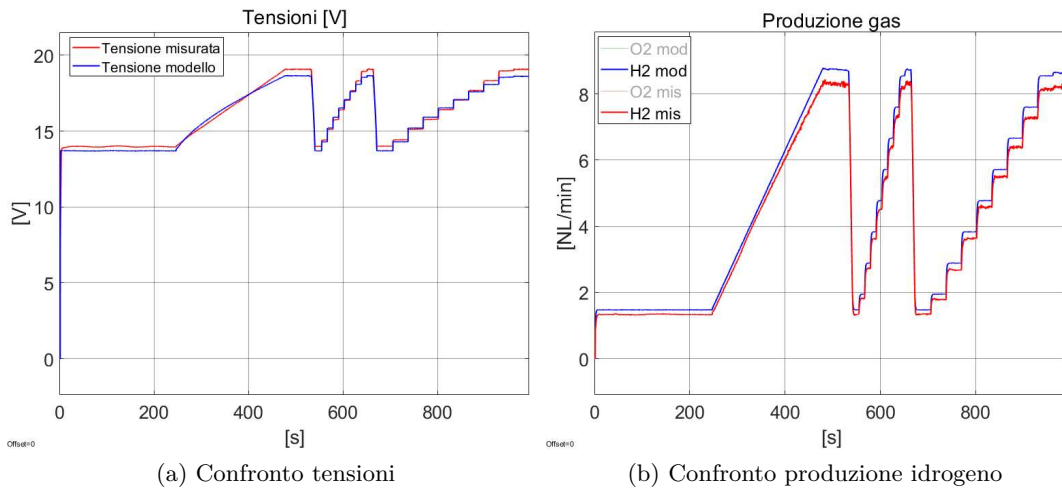 Tensioni [V]
Tensione misurata
Tensione modello
20
15
10
5
0
[V]
0
200
400
600
800
[s]
Offset=0
(a) Confronto tensioni
Produzione gas
O2 mod
H2 mod
O2 mis
H2 mis
8
6
4
2
0
[NL/min]
0
200
400
600
800
[s]
Offset=0
(b) Confronto produzione idrogeno